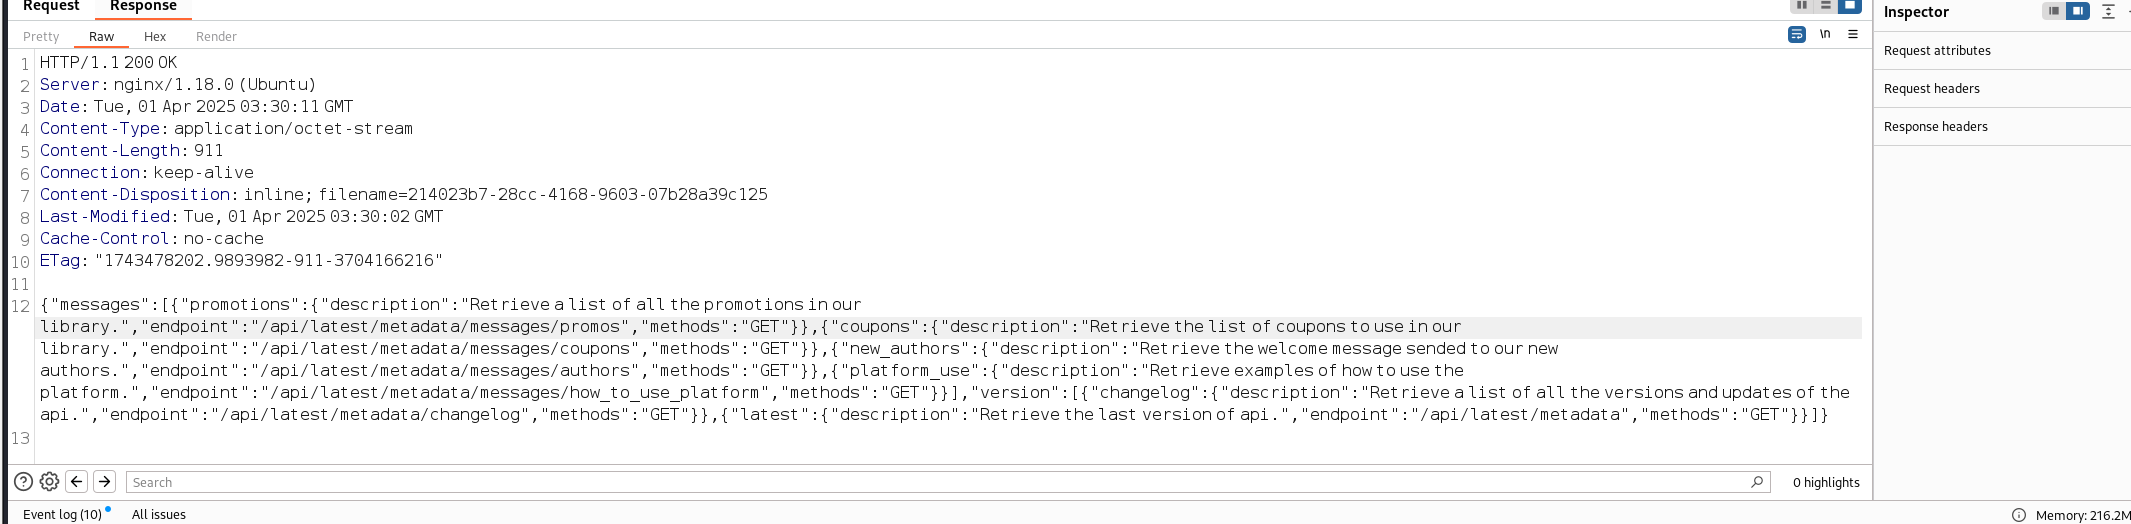 Request Response
Inspector
Pretty Raw Hex Render
\n
Request attributes
Request headers
Response headers
1 HTTP/1.1 200 OK
2 Server: nginx/1.18.0 (Ubuntu)
3 Date: Tue, 01 Apr 2025 03:30:11 GMT
4 Content-Type: application/octet-stream
5 Content-Length: 911
6 Connection: keep-alive
7 Content-Disposition: inline; filename=214023b7-28cc-4168-9603-07b28a39c125
8 Last-Modified: Tue, 01 Apr 2025 03:30:02 GMT
9 Cache-Control: no-cache
10 ETag: "1743478202.9893982-911-3704166216"
11
12 {"messages":[{"promotions":{"description":"Retrieve a list of all the promotions in our
library.","endpoint":"/api/latest/metadata/messages/promos","methods":"GET"}},{"coupons":{"description":"Retrieve the list of coupons to use in our
library.","endpoint":"/api/latest/metadata/messages/coupons","methods":"GET"}},{"new_authors":{"description":"Retrieve the welcome message sended to our new
authors.","endpoint":"/api/latest/metadata/messages/authors","methods":"GET"}},{"platform_use":{"description":"Retrieve examples of how to use the
platform.","endpoint":"/api/latest/metadata/messages/how_to_use_platform","methods":"GET"}}],"version":[{"changelog":{"description":"Retrieve a list of all the versions and updates of the
api.","endpoint":"/api/latest/metadata/changelog","methods":"GET"}},{"latest":{"description":"Retrieve the last version of api.","endpoint":"/api/latest/metadata","methods":"GET"}}]}
13
Search
0 highlights
Event log (10) All issues
Memory: 216.2M